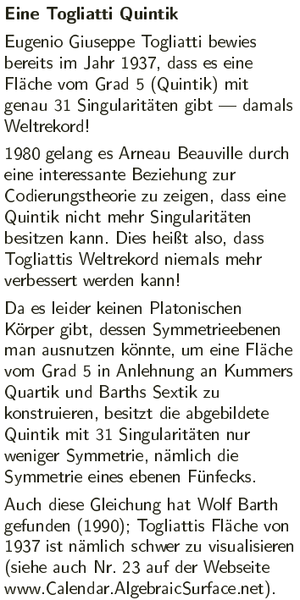 Eine Togliatti Quintik
Eugenio Giuseppe Togliatti bewies
bereits im Jahr 1937, dass es eine
Fläche vom Grad 5 (Quintik) mit
genau 31 Singularitäten gibt — damals
Weltrekord!
1980 gelang es Arneau Beauville durch
eine interessante Beziehung zur
Codierungstheorie zu zeigen, dass eine
Quintik nicht mehr Singularitäten
besitzen kann. Dies heißt also, dass
Togliattis Weltrekord niemals mehr
verbessert werden kann!
Da es leider keinen Platonischen
Körper gibt, dessen Symmetrieebenen
man ausnutzen könnte, um eine Fläche
vom Grad 5 in Anlehnung an Kummers
Quartik und Barths Sextik zu
konstruieren, besitzt die abgebildete
Quintik mit 31 Singularitäten nur
weniger Symmetrie, nämlich die
Symmetrie eines ebenen Fünfecks.
Auch diese Gleichung hat Wolf Barth
gefunden (1990); Togliattis Fläche von
1937 ist nämlich schwer zu visualisieren
(siehe auch Nr. 23 auf der Webseite
www.Calendar.AlgebraicSurface.net).